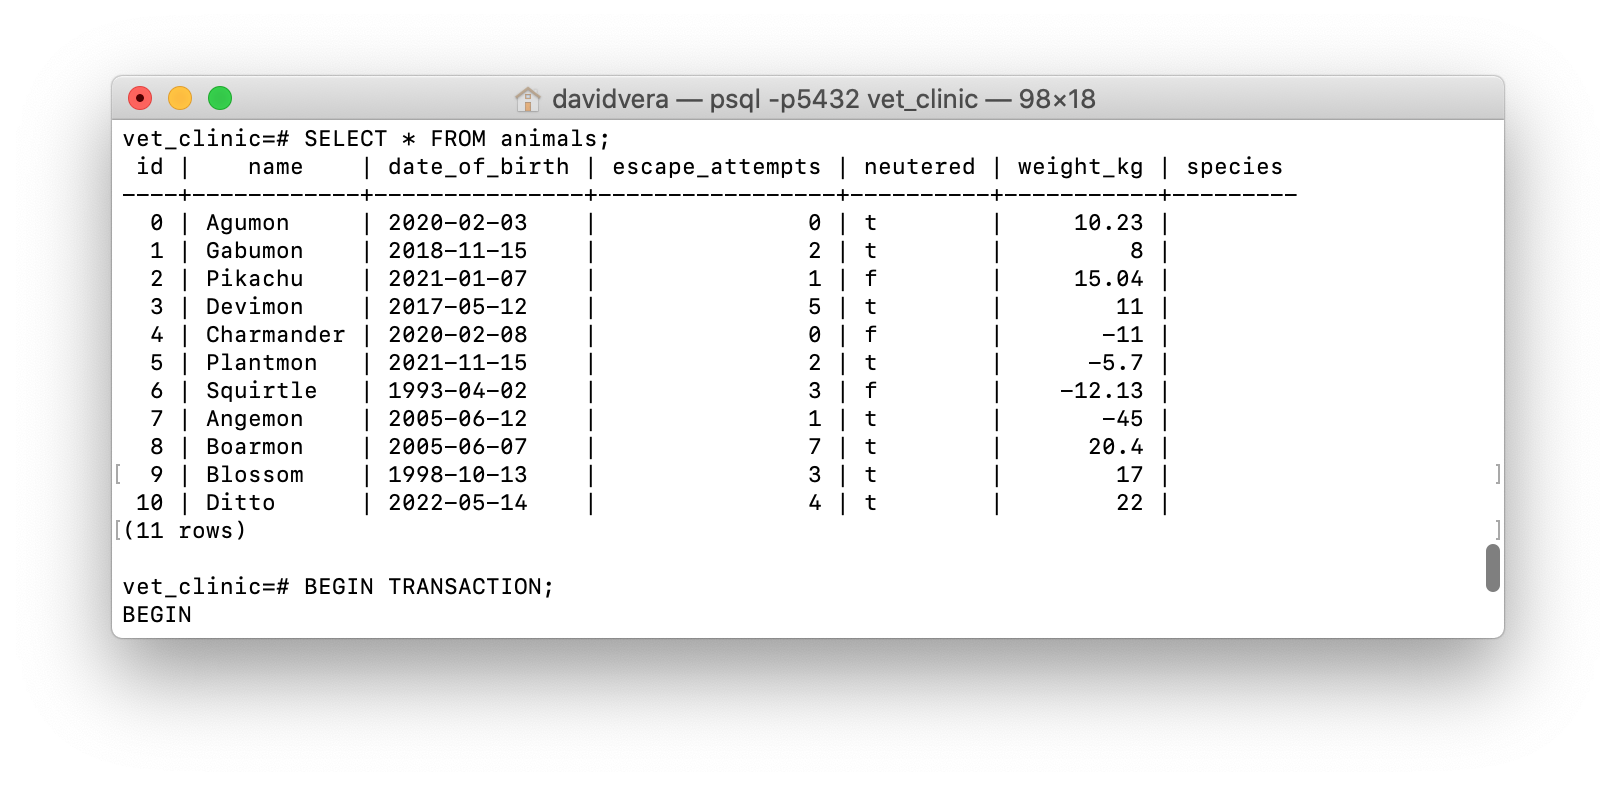 davidvera — psql -p5432 vet_clinic — 98×18
vet_clinic=# SELECT * FROM animals;
 id |    name    | date_of_birth | escape_attempts | neutered | weight_kg | species
----+------------+---------------+-----------------+----------+-----------+---------
  0 | Agumon     | 2020-02-03    |               0 | t        |     10.23 |
  1 | Gabumon    | 2018-11-15    |               2 | t        |         8 |
  2 | Pikachu    | 2021-01-07    |               1 | f        |     15.04 |
  3 | Devimon    | 2017-05-12    |               5 | t        |        11 |
  4 | Charmander | 2020-02-08    |               0 | f        |       -11 |
  5 | Plantmon   | 2021-11-15    |               2 | t        |      -5.7 |
  6 | Squirtle   | 1993-04-02    |               3 | f        |    -12.13 |
  7 | Angemon    | 2005-06-12    |               1 | t        |       -45 |
  8 | Boarmon    | 2005-06-07    |               7 | t        |      20.4 |
[  9 | Blossom    | 1998-10-13    |               3 | t        |        17 |         ]
 10 | Ditto      | 2022-05-14    |               4 | t        |        22 |
[(11 rows) ]
vet_clinic=# BEGIN TRANSACTION;
BEGIN